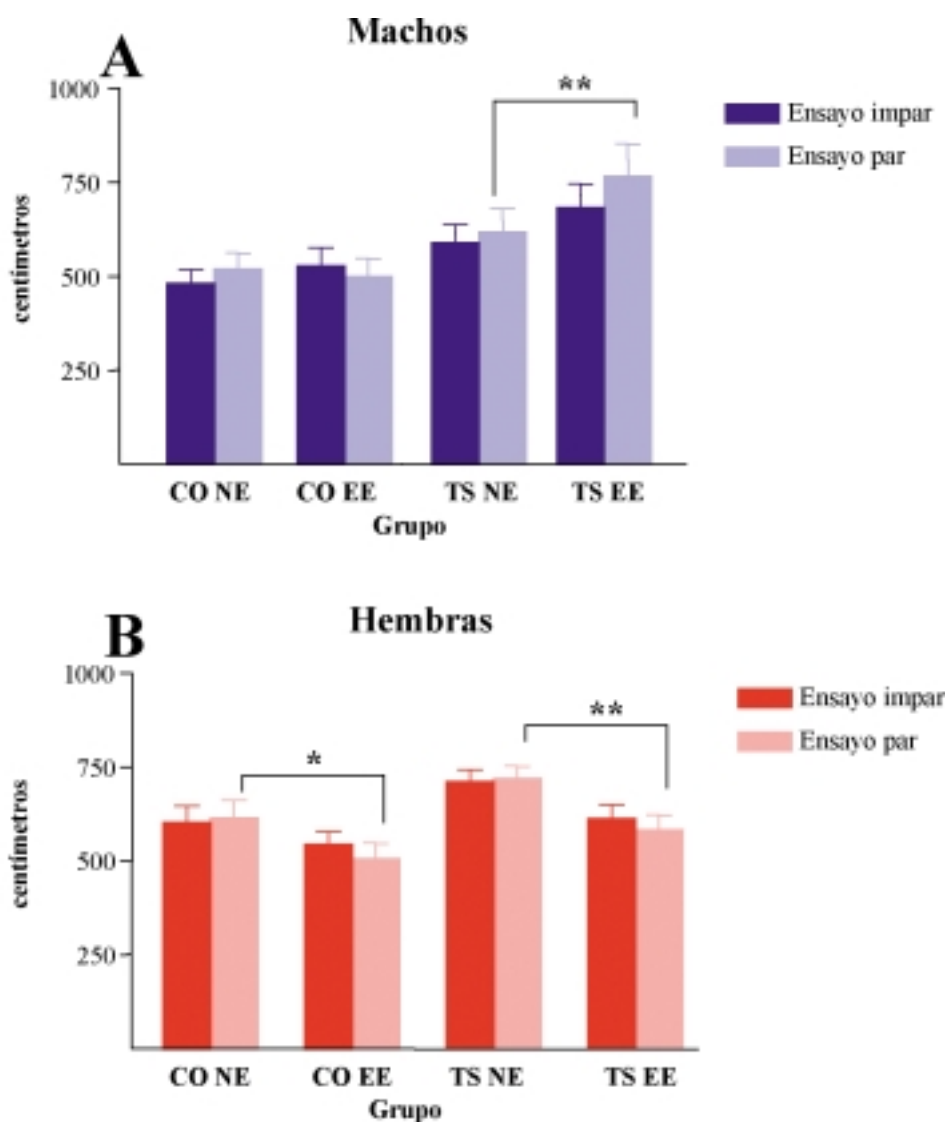 Machos
A
1000
750
500
250
centímetros
**
Ensayo impar
Ensayo par
CO NE CO EE TS NE TS EE
Grupo
Hembras
B
1000
750
500
250
centímetros
*
**
Ensayo impar
Ensayo par
CO NE CO EE TS NE TS EE
Grupo